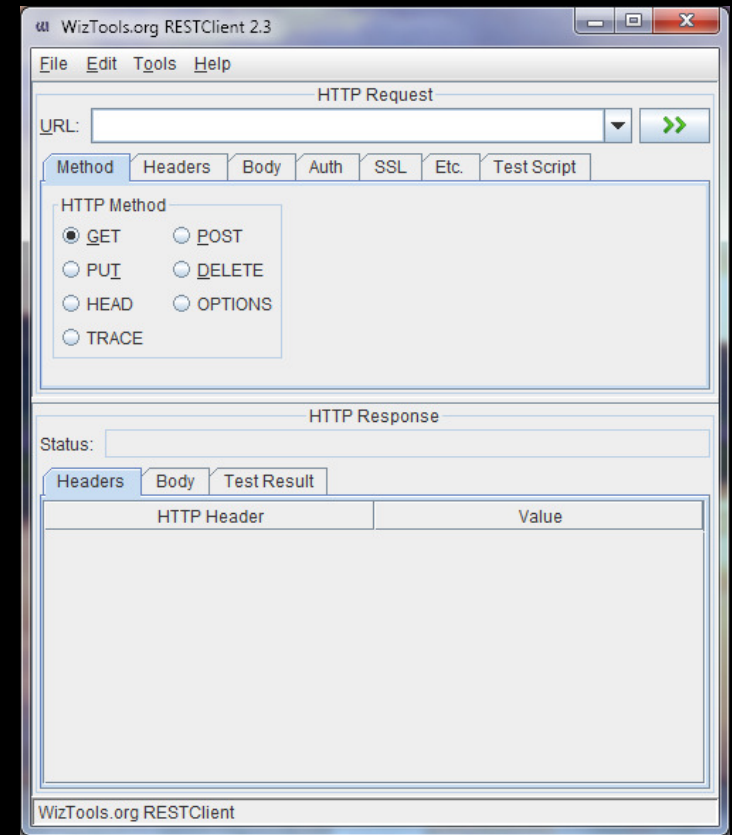 WizTools.org RESTClient 2.3
File Edit Tools Help
HTTP Request
URL:
Method Headers Body Auth SSL Etc. Test Script
HTTP Method
GET POST
PUT DELETE
HEAD OPTIONS
TRACE
HTTP Response
Status:
Headers Body Test Result
HTTP Header Value
WizTools.org RESTClient